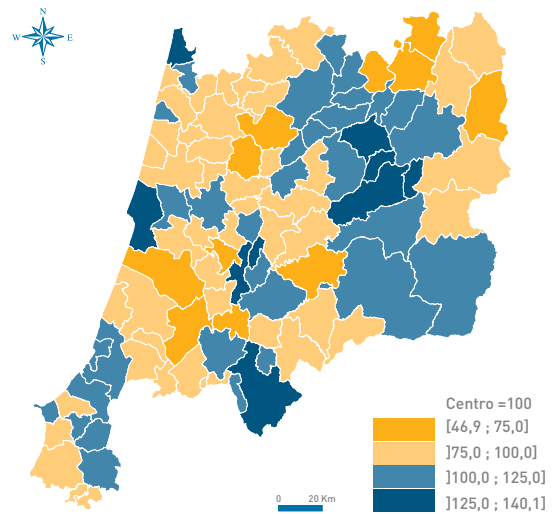 N
W E
S
Centro =100
[46,9 ; 75,0]
]75,0 ; 100,0]
]100,0 ; 125,0]
]125,0 ; 140,1]
0 20 Km